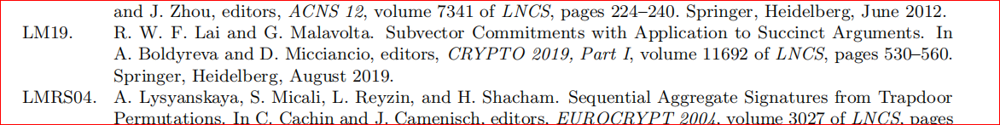 and J. Zhou, editors, ACNS 12, volume 7341 of LNCS, pages 224–240. Springer, Heidelberg, June 2012.
LM19. R. W. F. Lai and G. Malavolta. Subvector Commitments with Application to Succinct Arguments. In
A. Boldyreva and D. Micciancio, editors, CRYPTO 2019, Part I, volume 11692 of LNCS, pages 530–560.
Springer, Heidelberg, August 2019.
LMRS04. A. Lysyanskaya, S. Micali, L. Reyzin, and H. Shacham. Sequential Aggregate Signatures from Trapdoor
Permutations. In C. Cachin and J. Camenisch, editors, EUROCRYPT 2004, volume 3027 of LNCS, pages